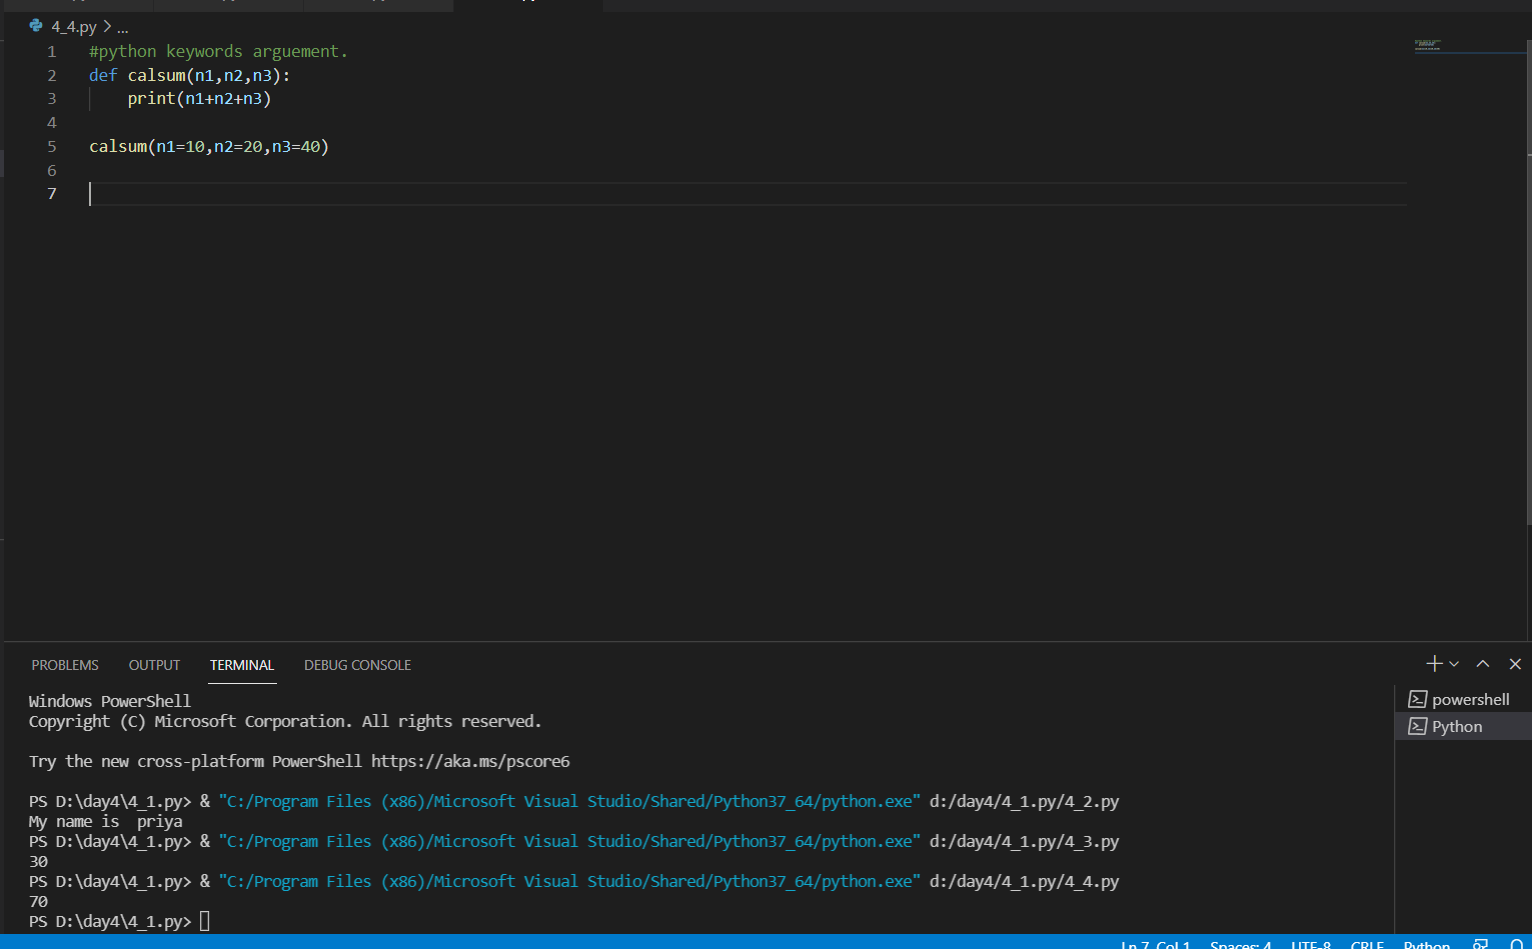 4_4.py > ...
1 #python keywords arguement.
2 def calsum(n1,n2,n3):
3     print(n1+n2+n3)
4
5 calsum(n1=10,n2=20,n3=40)
6
7
PROBLEMS OUTPUT TERMINAL DEBUG CONSOLE
Windows PowerShell
Copyright (C) Microsoft Corporation. All rights reserved.
Try the new cross-platform PowerShell https://aka.ms/pscore6
PS D:\day4\4_1.py> & "C:/Program Files (x86)/Microsoft Visual Studio/Shared/Python37_64/python.exe" d:/day4/4_1.py/4_2.py
My name is  priya
PS D:\day4\4_1.py> & "C:/Program Files (x86)/Microsoft Visual Studio/Shared/Python37_64/python.exe" d:/day4/4_1.py/4_3.py
30
PS D:\day4\4_1.py> & "C:/Program Files (x86)/Microsoft Visual Studio/Shared/Python37_64/python.exe" d:/day4/4_1.py/4_4.py
70
PS D:\day4\4_1.py>
powershell
Python
Ln 7, Col 1 Spaces: 4 UTF-8 CRLF Python